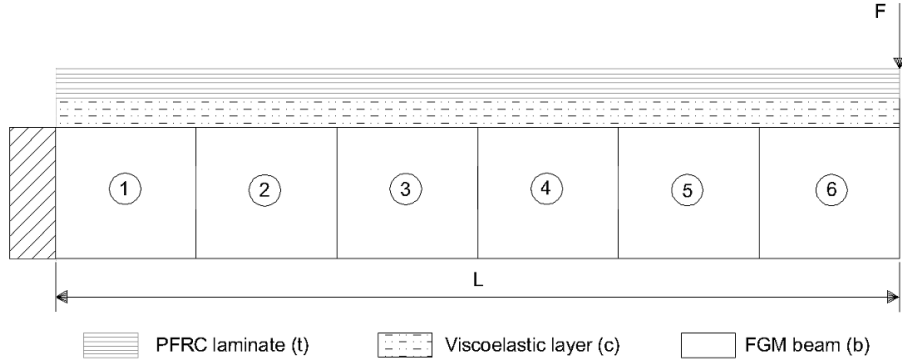 F
1 2 3 4 5 6
L
PFRC laminate (t) Viscoelastic layer (c) FGM beam (b)